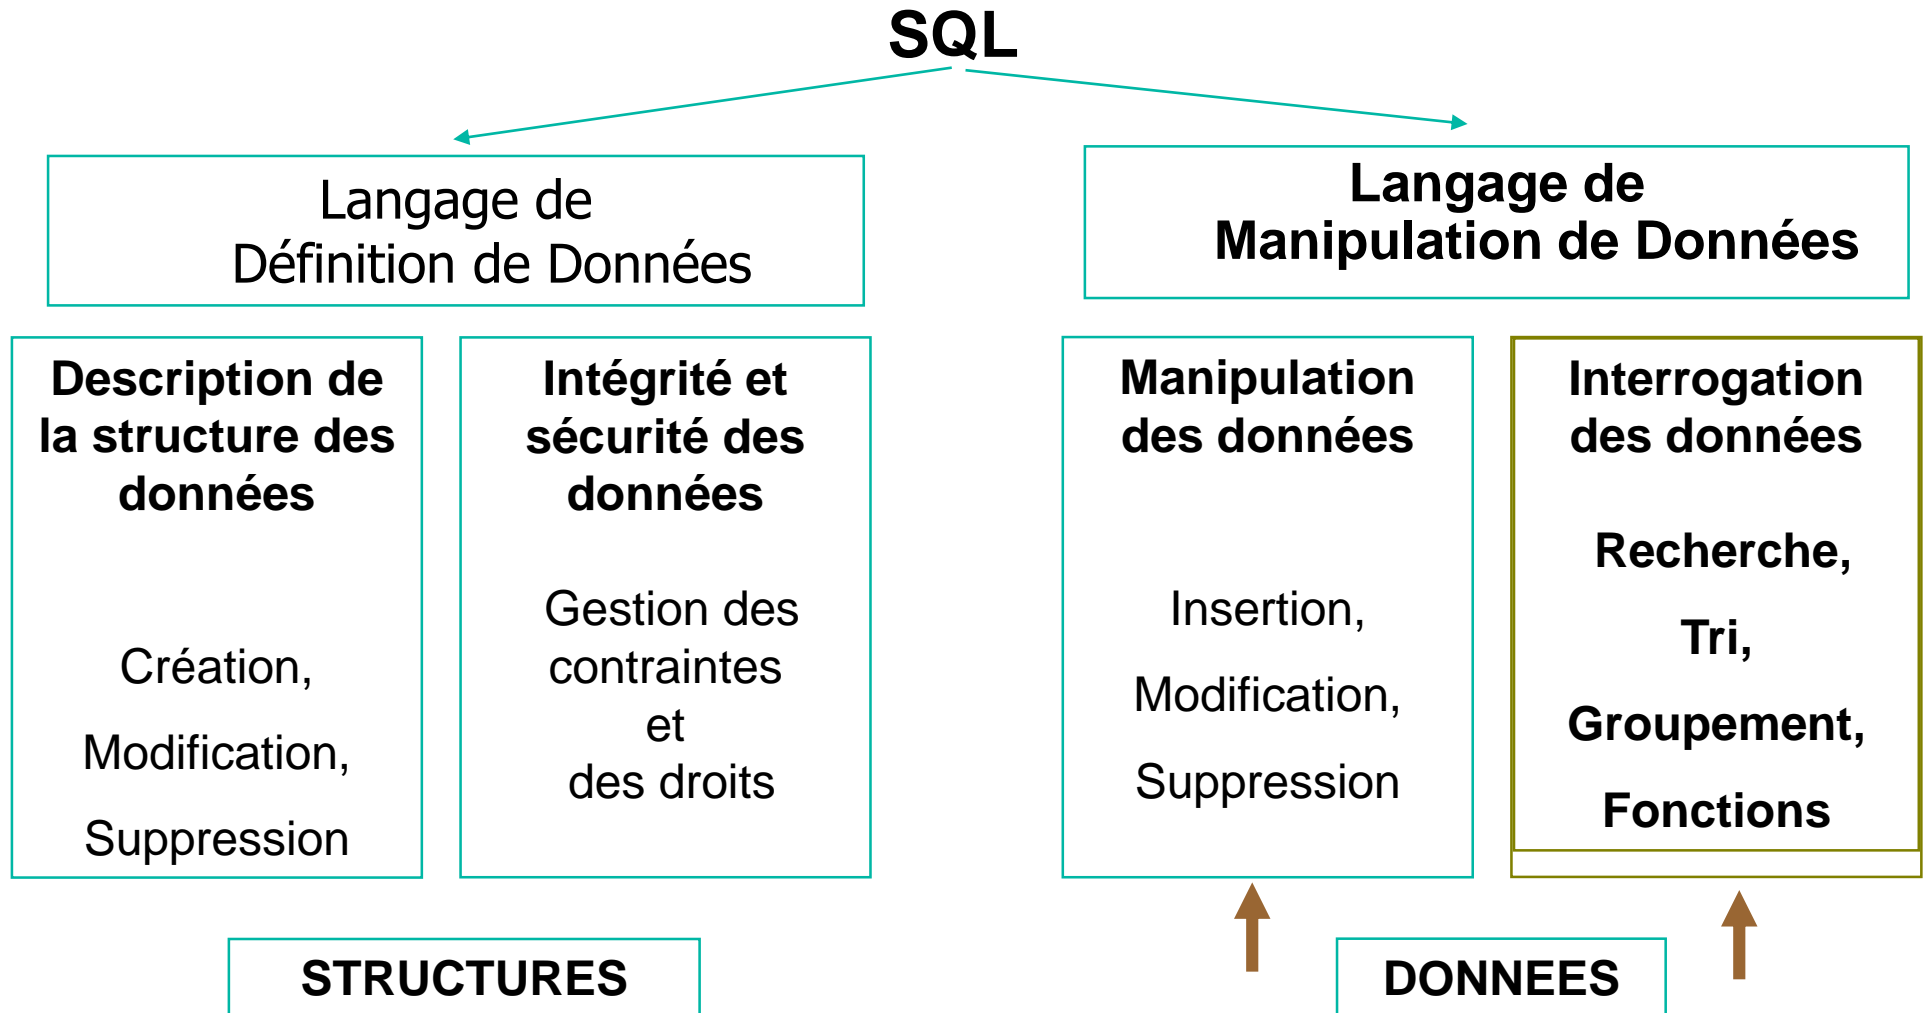 SQL
Langage de
Définition de Données
Langage de
Manipulation de Données
Description de
la structure des
données
Création,
Modification,
Suppression
Intégrité et
sécurité des
données
Gestion des
contraintes
et
des droits
Manipulation
des données
Insertion,
Modification,
Suppression
Interrogation
des données
Recherche,
Tri,
Groupement,
Fonctions
STRUCTURES
DONNEES